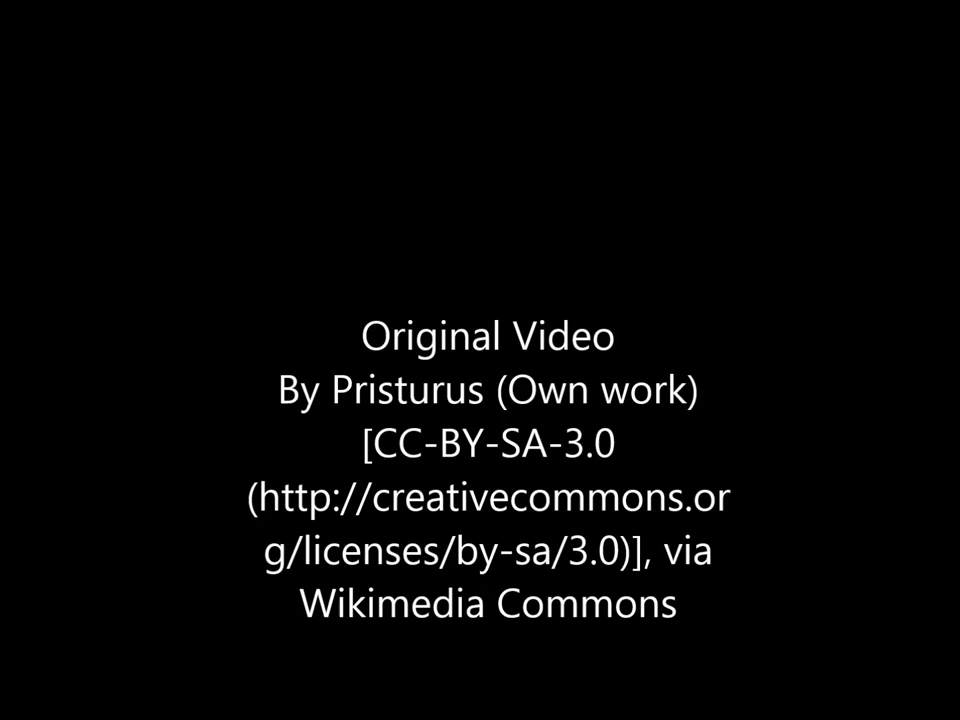 Original Video
By Pristurus (Own work)
[CC-BY-SA-3.0
(http://creativecommons.or
g/licenses/by-sa/3.0)], via
Wikimedia Commons